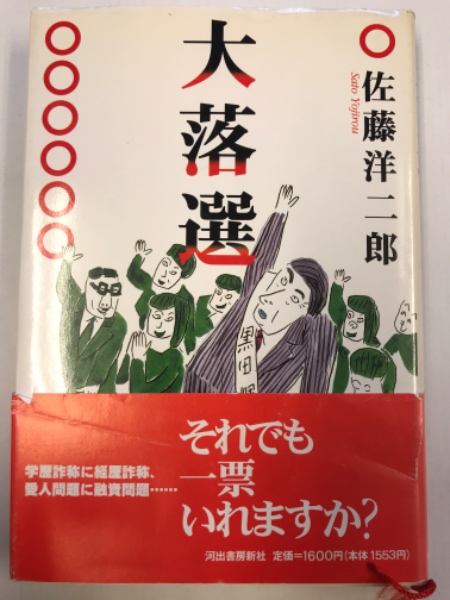 大落選
佐藤洋二郎
Sato Yojirou
黒田
それでも
一票
いれますか?
学歴詐称に経歴詐称、
愛人問題に融資問題……
河出書房新社 定価=1600円(本体1553円)